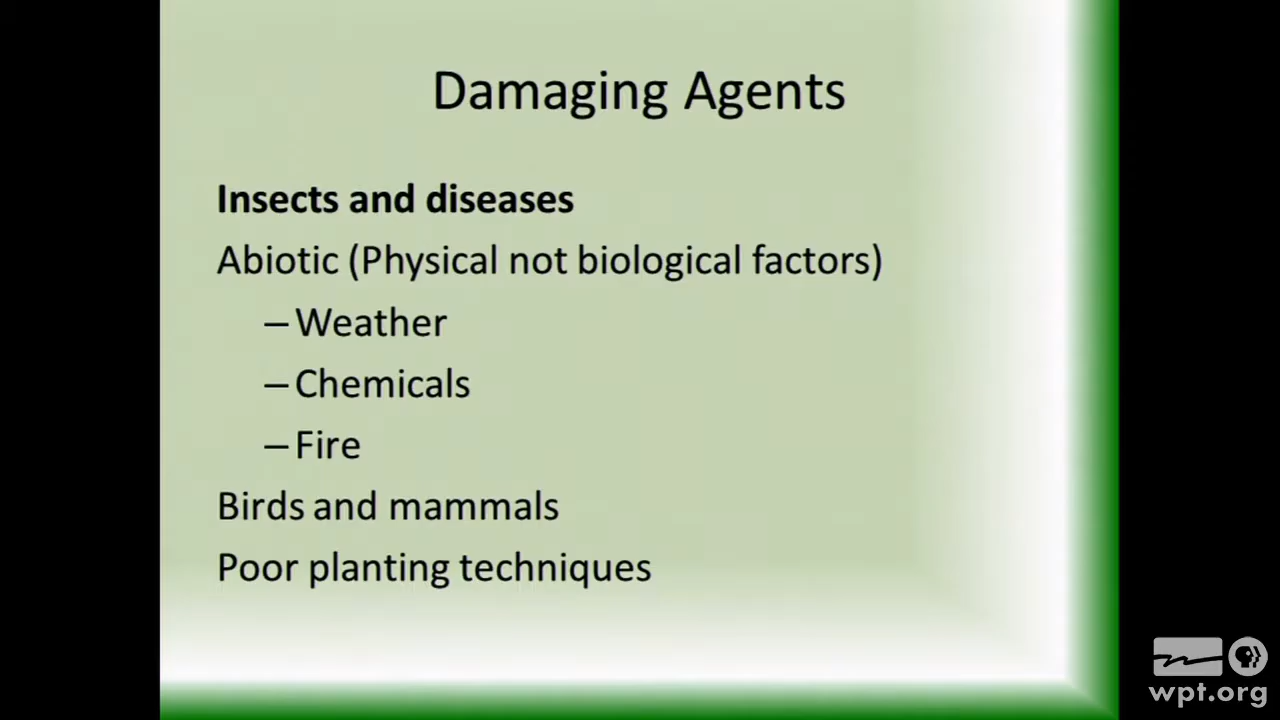 Damaging Agents
Insects and diseases
Abiotic (Physical not biological factors)
– Weather
– Chemicals
– Fire
Birds and mammals
Poor planting techniques
wpt.org